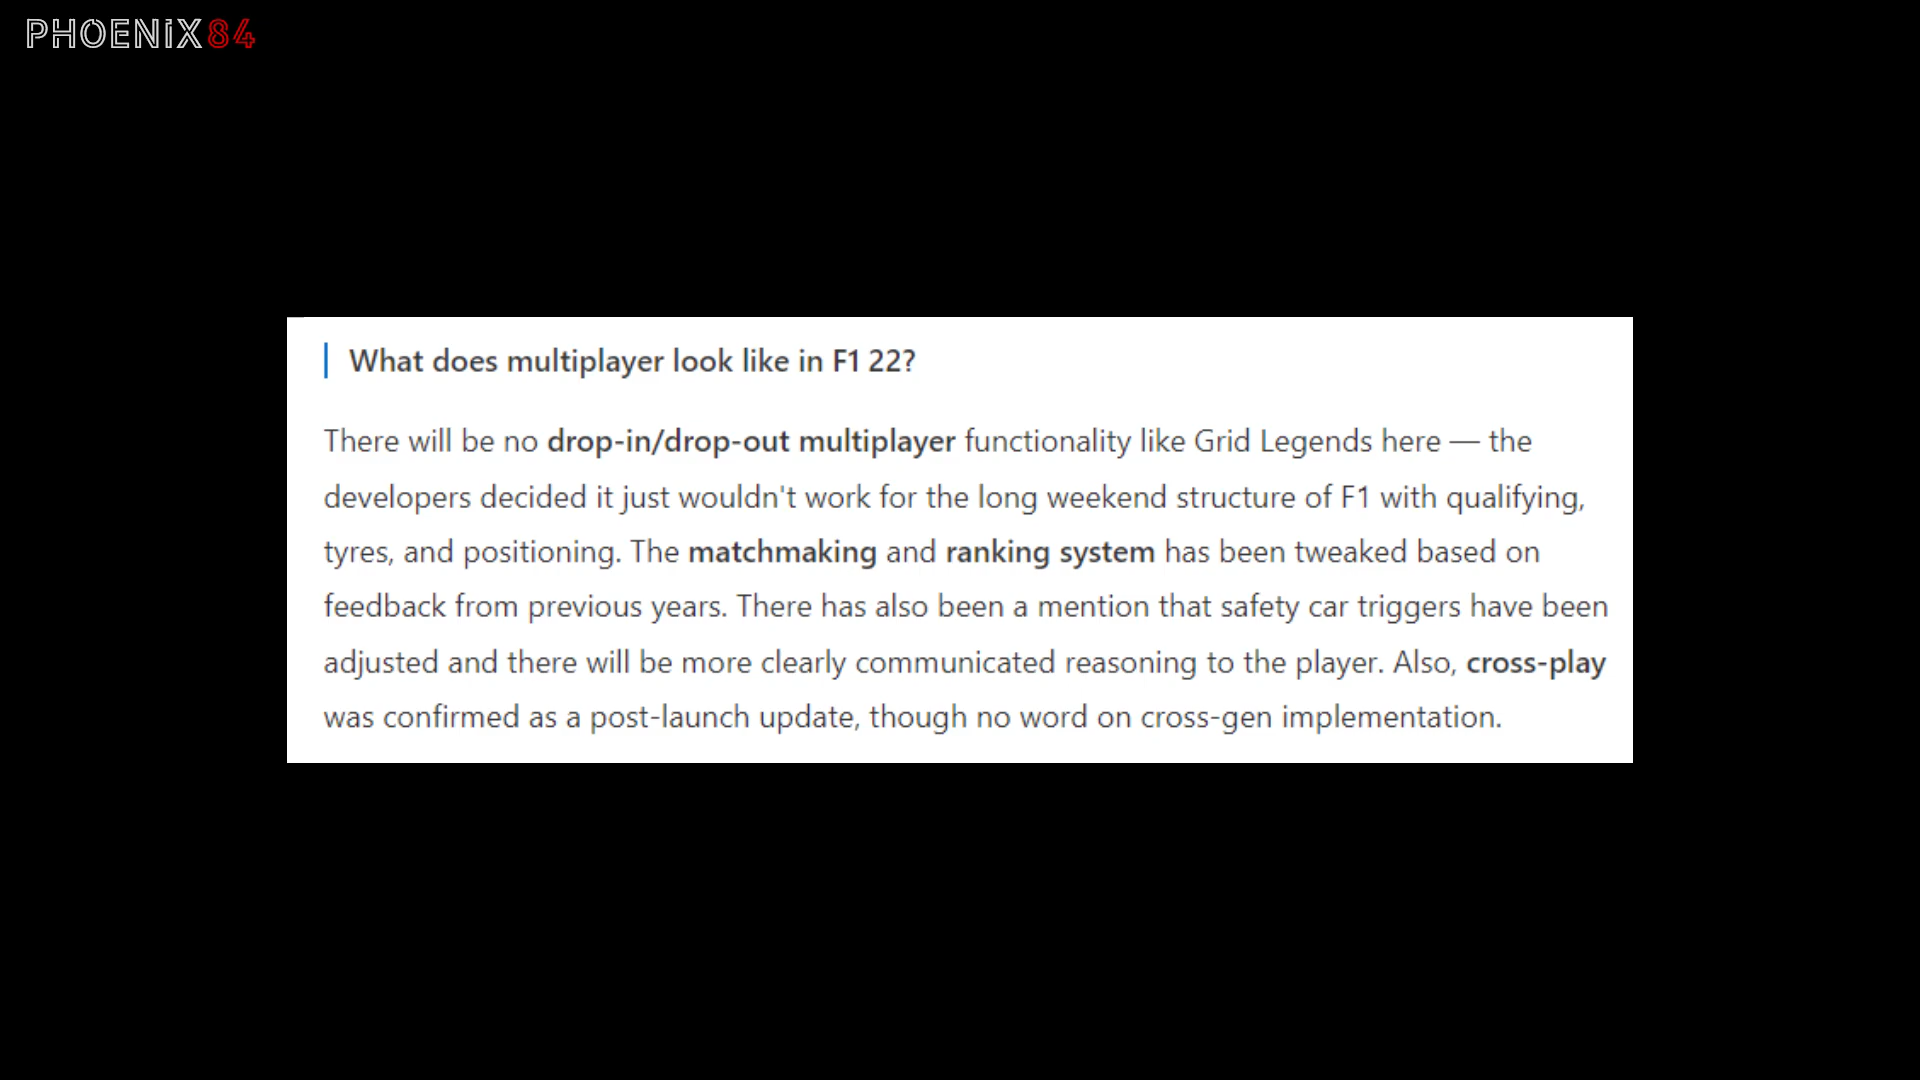 PHOENiX84
What does multiplayer look like in F1 22?
There will be no drop-in/drop-out multiplayer functionality like Grid Legends here — the
developers decided it just wouldn't work for the long weekend structure of F1 with qualifying,
tyres, and positioning. The matchmaking and ranking system has been tweaked based on
feedback from previous years. There has also been a mention that safety car triggers have been
adjusted and there will be more clearly communicated reasoning to the player. Also, cross-play
was confirmed as a post-launch update, though no word on cross-gen implementation.